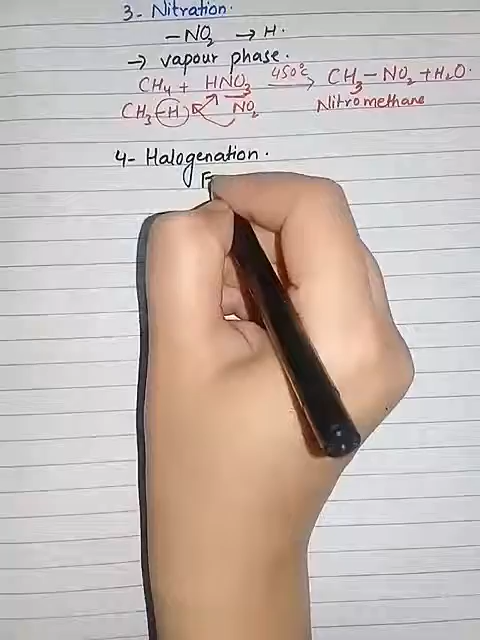 3- Nitration.
-NO₂ → H.
→ vapour phase.
CH₄ + HNO₃ 450°C → CH₃-NO₂ + H₂O.
CH₃-H NO₂ Nitromethane
4- Halogenation.
F